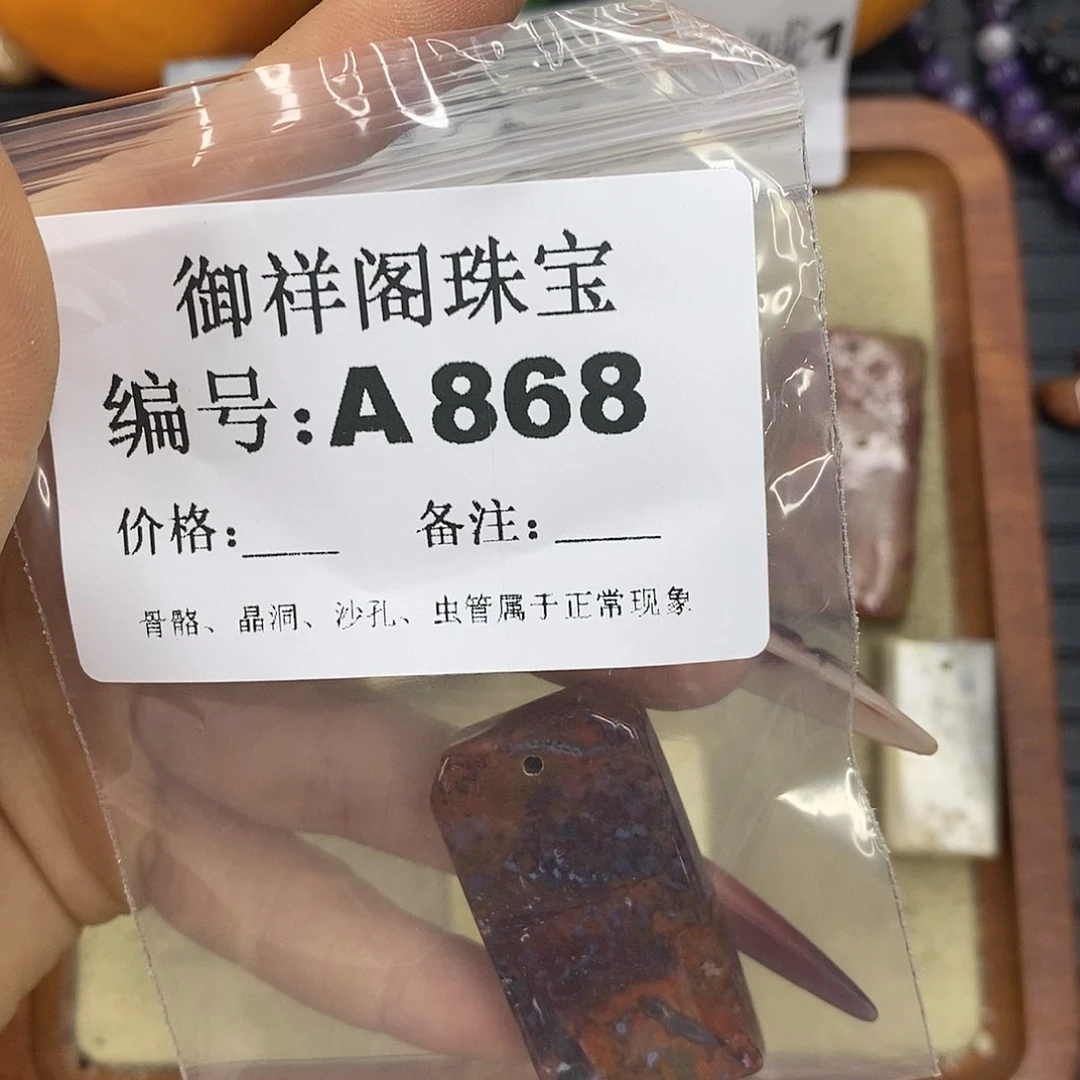 御祥阁珠宝
编号:A868
价格:____ 备注:____
骨骼、晶洞、沙孔、虫管属于正常现象